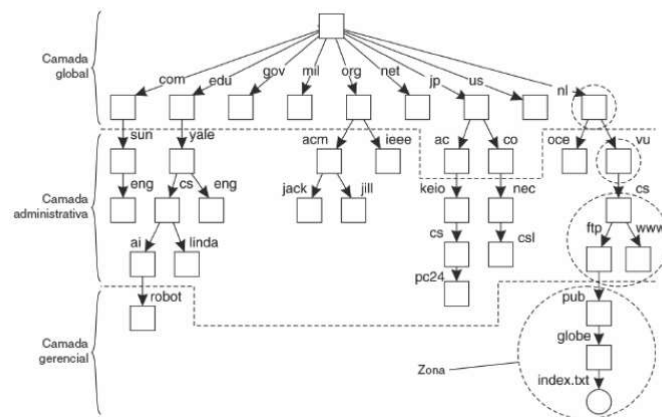 Camada
global
com edu gov mil org net jp us nl
sun yale acm ieee ac co oce vu
Camada
administrativa
eng cs eng jack jill keio nec cs
ai linda cs csl ftp www
robot pc24
pub
Camada
gerencial
globe
Zona
index.txt